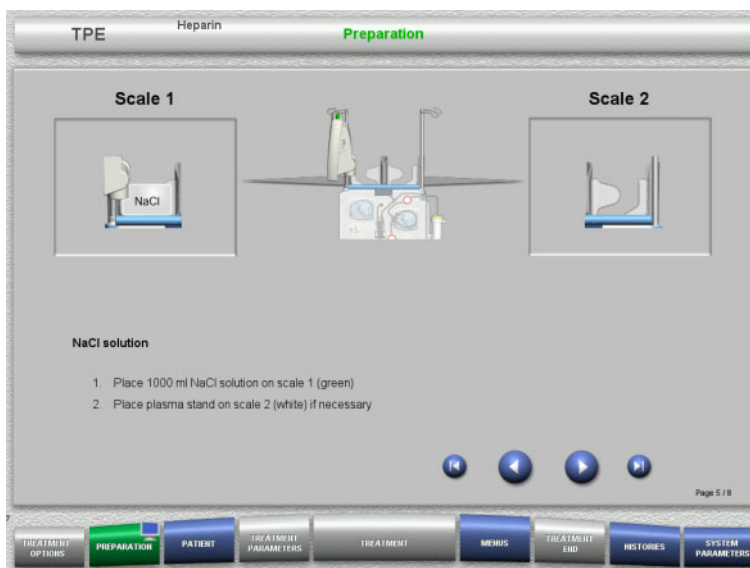 TPE
Heparin
Preparation
Scale 1
Scale 2
NaCl
NaCl solution
1. Place 1000 ml NaCl solution on scale 1 (green)
2. Place plasma stand on scale 2 (white) if necessary
Page 5 / 8
7
TREATMENT
OPTIONS
PREPARATION
PATIENT
TREATMENT
PARAMETERS
TREATMENT
MENUS
TREATMENT
END
HISTORIES
SYSTEM
PARAMETERS